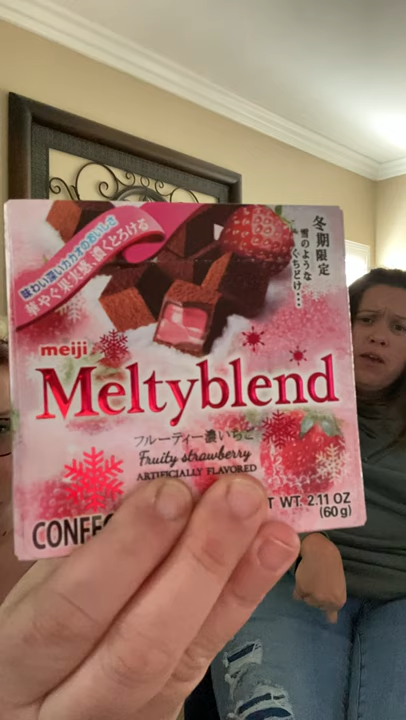 冬期限定
雪のような
くちどけ…
味わい深いカカオのおいしさ
華やぐ果実感、濃くとろける
meiji
Meltyblend
フルーティー濃いちご
Fruity strawberry
ARTIFICIALLY FLAVORED
T WT. 2.11 OZ
(60g)
CONFEC